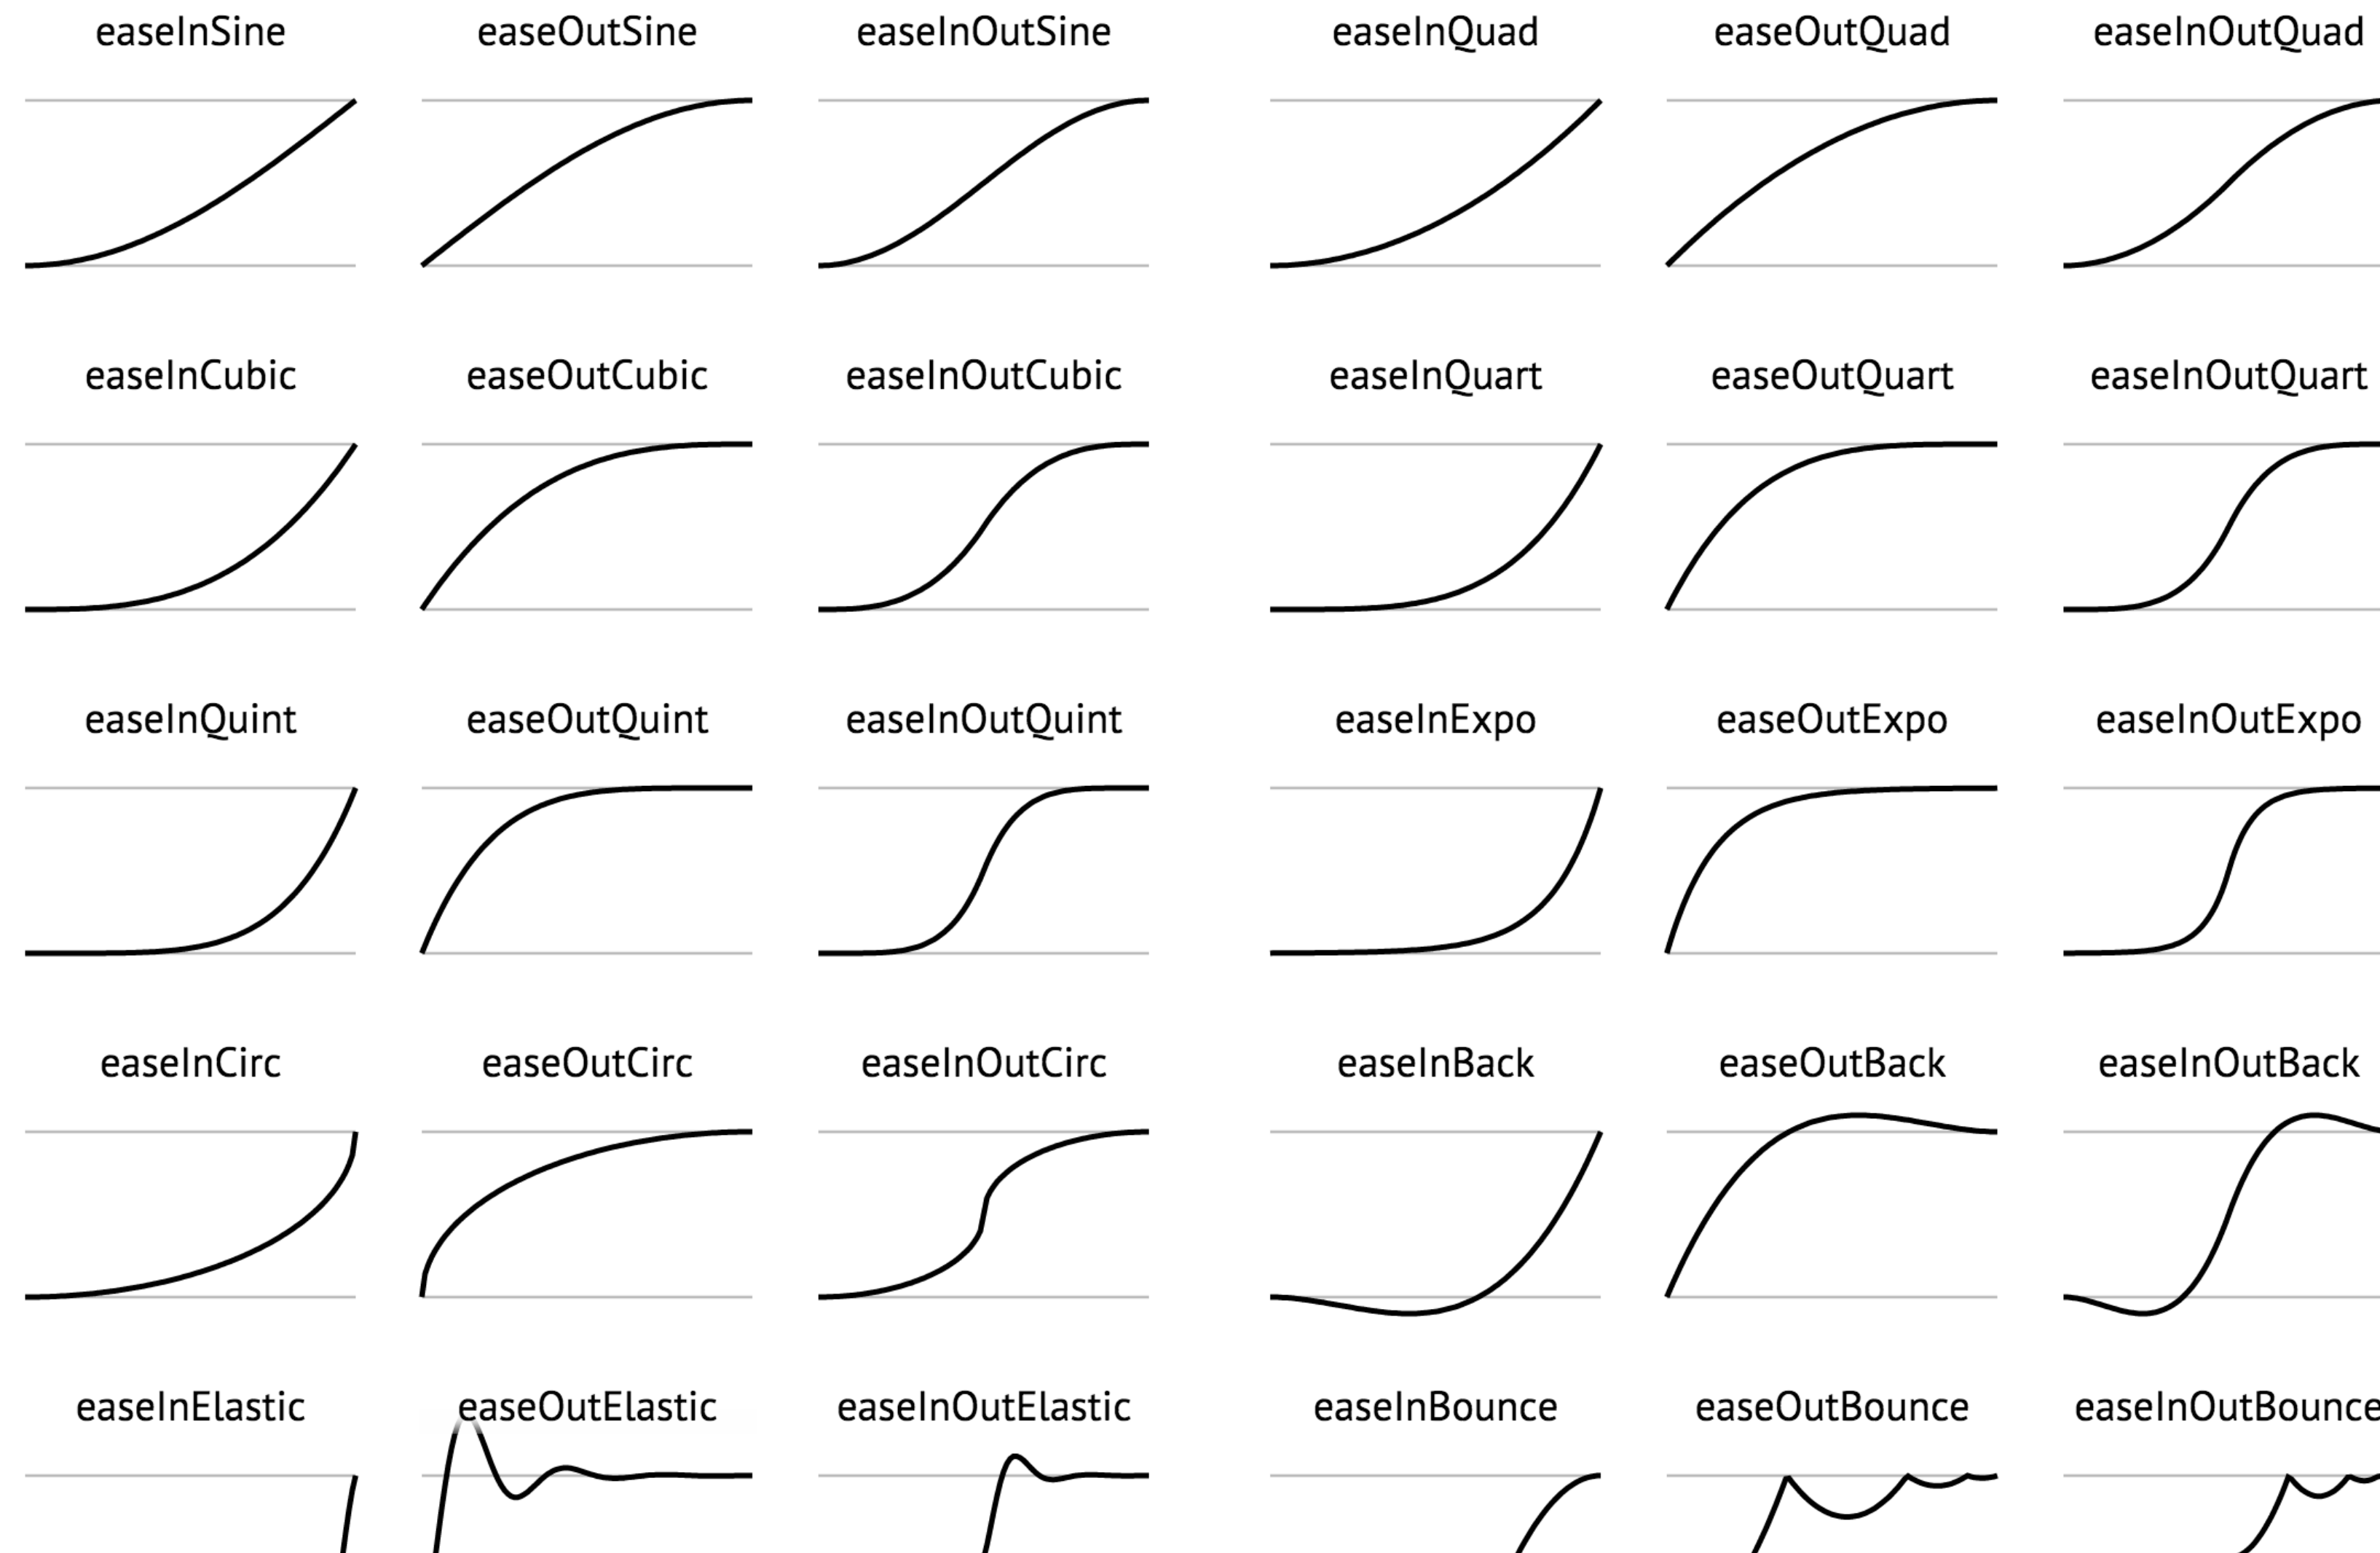 easeInSine easeOutSine easeInOutSine easeInQuad easeOutQuad easeInOutQuad
easeInCubic easeOutCubic easeInOutCubic easeInQuart easeOutQuart easeInOutQuart
easeInQuint easeOutQuint easeInOutQuint easeInExpo easeOutExpo easeInOutExpo
easeInCirc easeOutCirc easeInOutCirc easeInBack easeOutBack easeInOutBack
easeInElastic easeOutElastic easeInOutElastic easeInBounce easeOutBounce easeInOutBounce